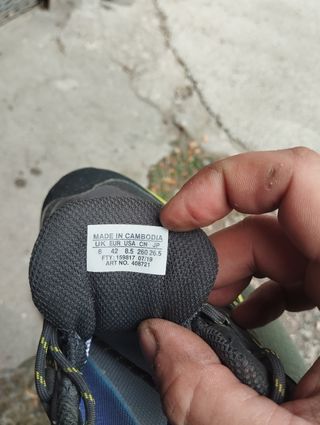 MADE IN CAMBODIA
UK EUR USA CN JP
8 42 8.5 260 26.5
FTY: 159817 07/19
ART NO. 408721